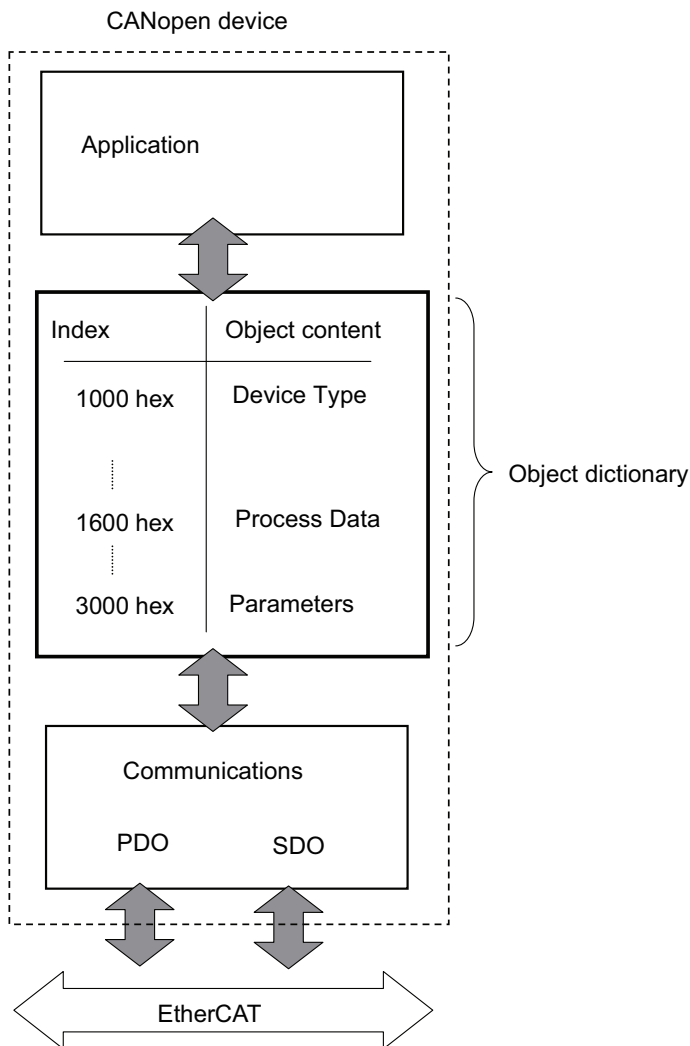 CANopen device
Application
Index Object content
1000 hex Device Type
1600 hex Process Data
3000 hex Parameters
Object dictionary
Communications
PDO SDO
EtherCAT